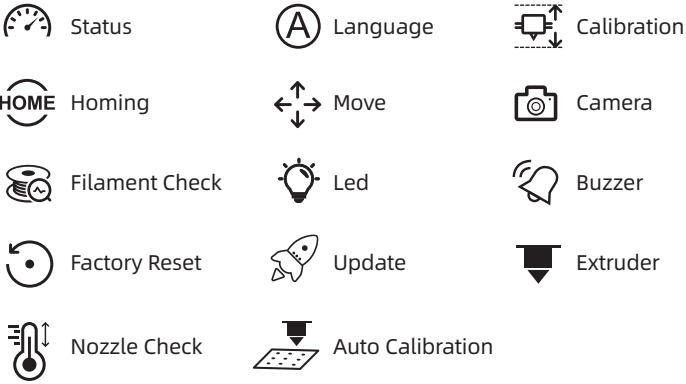 Status
A Language
Calibration
HOME Homing
Move
Camera
Filament Check
Led
Buzzer
Factory Reset
Update
Extruder
Nozzle Check
Auto Calibration